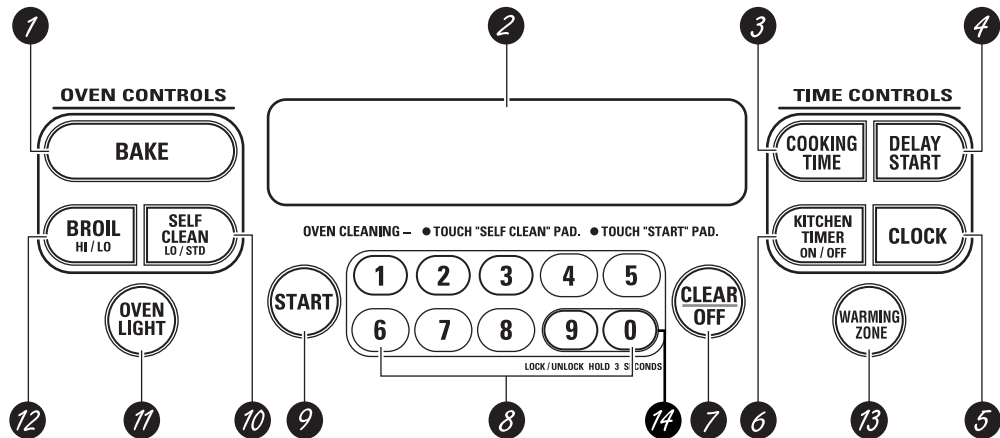 1
2
3
4
OVEN CONTROLS
TIME CONTROLS
BAKE
COOKING
TIME
DELAY
START
BROIL
HI / LO
SELF
CLEAN
LO / STD
OVEN CLEANING – ● TOUCH "SELF CLEAN" PAD. ● TOUCH "START" PAD.
KITCHEN
TIMER
ON / OFF
CLOCK
START
1 2 3 4 5
6 7 8 9 0
CLEAR
OFF
OVEN
LIGHT
WARMING
ZONE
LOCK / UNLOCK HOLD 3 SECONDS
12
11
10
9
8
14
7
6
13
5